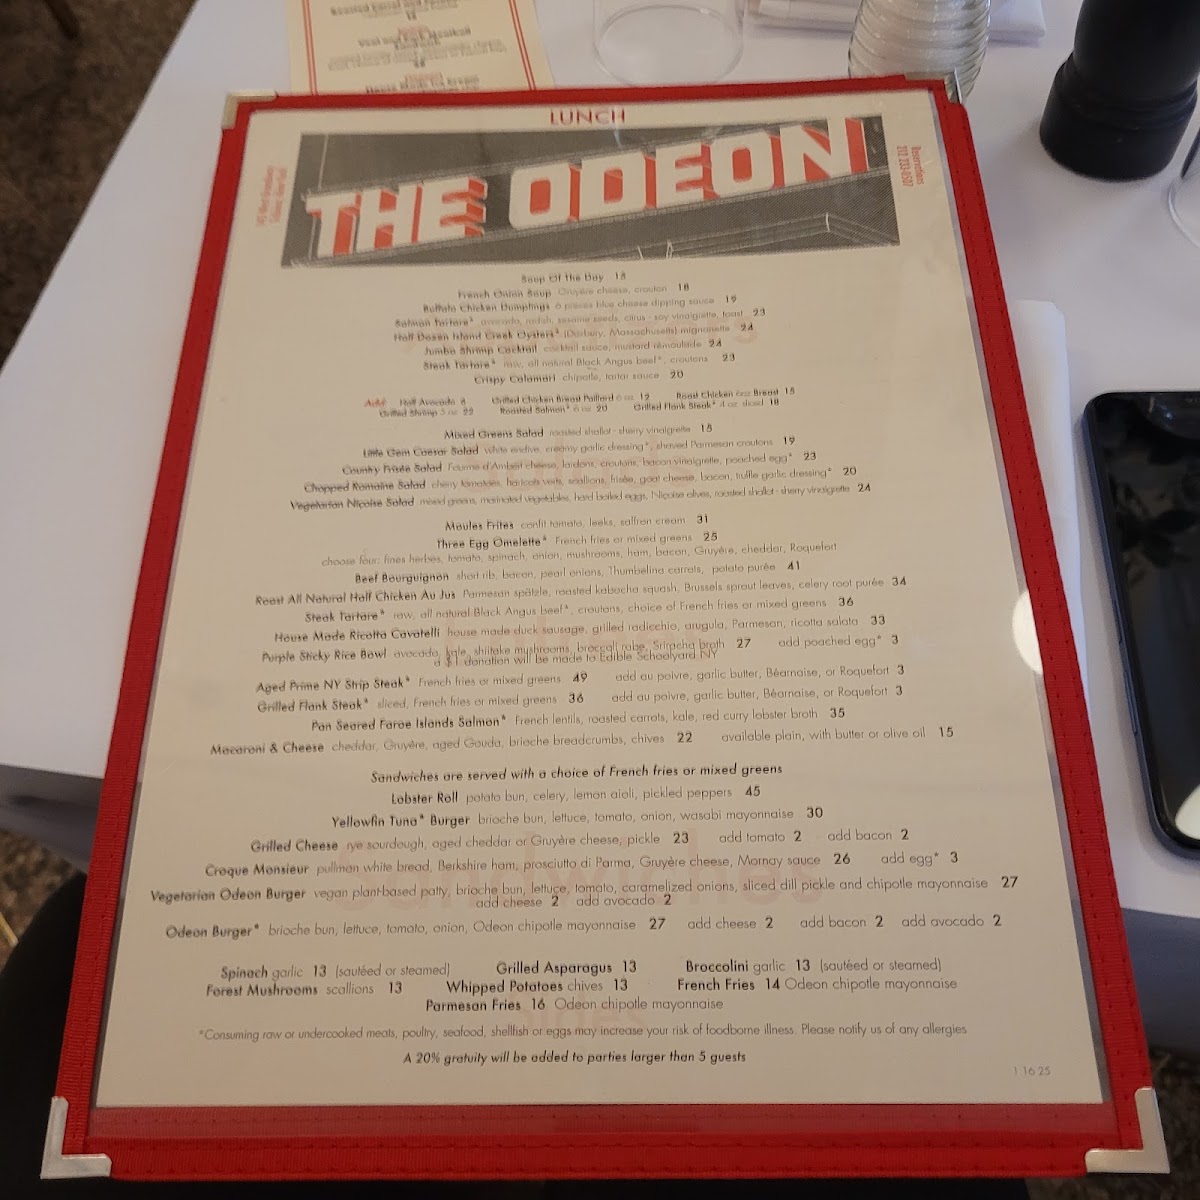 LUNCH
THE ODEON
Reservations
212 233-0507
Soup Of The Day 15
French Onion Soup Gruyère cheese, crouton 18
Buffalo Chicken Dumplings 6 pieces blue cheese dipping sauce 19
Salmon Tartare* avocado, radish, sesame seeds, citrus - soy vinaigrette, toast 23
Half Dozen Island Creek Oysters* (Duxbury, Massachusetts) mignonette 24
Jumbo Shrimp Cocktail cocktail sauce, mustard rémoulade 24
Steak Tartare* raw, all natural Black Angus beef*, croutons 23
Crispy Calamari chipotle, tartar sauce 20
Add: Half Avocado 8 Grilled Chicken Breast Paillard 6 oz 12 Roast Chicken 6oz Breast 15
Grilled Shrimp 5 oz 22 Roasted Salmon* 6 oz 20 Grilled Flank Steak* 4 oz sliced 18
Mixed Greens Salad roasted shallot - sherry vinaigrette 15
Little Gem Caesar Salad white endive, creamy garlic dressing*, shaved Parmesan croutons 19
Country Frisée Salad Fourme d'Ambert cheese, lardons, croutons, bacon vinaigrette, poached egg* 23
Chopped Romaine Salad cherry tomatoes, haricots verts, scallions, frisée, goat cheese, bacon, truffle garlic dressing* 20
Vegetarian Niçoise Salad mixed greens, marinated vegetables, hard boiled eggs, Niçoise olives, roasted shallot - sherry vinaigrette 24
Moules Frites confit tomato, leeks, saffron cream 31
Three Egg Omelette* French fries or mixed greens 25
choose four: fines herbes, tomato, spinach, onion, mushrooms, ham, bacon, Gruyère, cheddar, Roquefort
Beef Bourguignon short rib, bacon, pearl onions, Thumbelina carrots, potato purée 41
Roast All Natural Half Chicken Au Jus Parmesan spätzle, roasted kabocha squash, Brussels sprout leaves, celery root purée 34
Steak Tartare* raw, all natural Black Angus beef*, croutons, choice of French fries or mixed greens 36
House Made Ricotta Cavatelli house made duck sausage, grilled radicchio, arugula, Parmesan, ricotta salata 33
Purple Sticky Rice Bowl avocado, kale, shiitake mushrooms, broccoli rabe, Sriracha broth 27 add poached egg* 3
a $1 donation will be made to Edible Schoolyard NY
Aged Prime NY Strip Steak* French fries or mixed greens 49 add au poivre, garlic butter, Béarnaise, or Roquefort 3
Grilled Flank Steak* sliced, French fries or mixed greens 36 add au poivre, garlic butter, Béarnaise, or Roquefort 3
Pan Seared Faroe Islands Salmon* French lentils, roasted carrots, kale, red curry lobster broth 35
Macaroni & Cheese cheddar, Gruyère, aged Gouda, brioche breadcrumbs, chives 22 available plain, with butter or olive oil 15
Sandwiches are served with a choice of French fries or mixed greens
Lobster Roll potato bun, celery, lemon aioli, pickled peppers 45
Yellowfin Tuna* Burger brioche bun, lettuce, tomato, onion, wasabi mayonnaise 30
Grilled Cheese rye sourdough, aged cheddar or Gruyère cheese, pickle 23 add tomato 2 add bacon 2
Croque Monsieur pullman white bread, Berkshire ham, prosciutto di Parma, Gruyère cheese, Mornay sauce 26 add egg* 3
Vegetarian Odeon Burger vegan plant-based patty, brioche bun, lettuce, tomato, caramelized onions, sliced dill pickle and chipotle mayonnaise 27
add cheese 2 add avocado 2
Odeon Burger* brioche bun, lettuce, tomato, onion, Odeon chipotle mayonnaise 27 add cheese 2 add bacon 2 add avocado 2
Spinach garlic 13 (sautéed or steamed) Grilled Asparagus 13 Broccolini garlic 13 (sautéed or steamed)
Forest Mushrooms scallions 13 Whipped Potatoes chives 13 French Fries 14 Odeon chipotle mayonnaise
Parmesan Fries 16 Odeon chipotle mayonnaise
*Consuming raw or undercooked meats, poultry, seafood, shellfish or eggs may increase your risk of foodborne illness. Please notify us of any allergies
A 20% gratuity will be added to parties larger than 5 guests
1.16.25